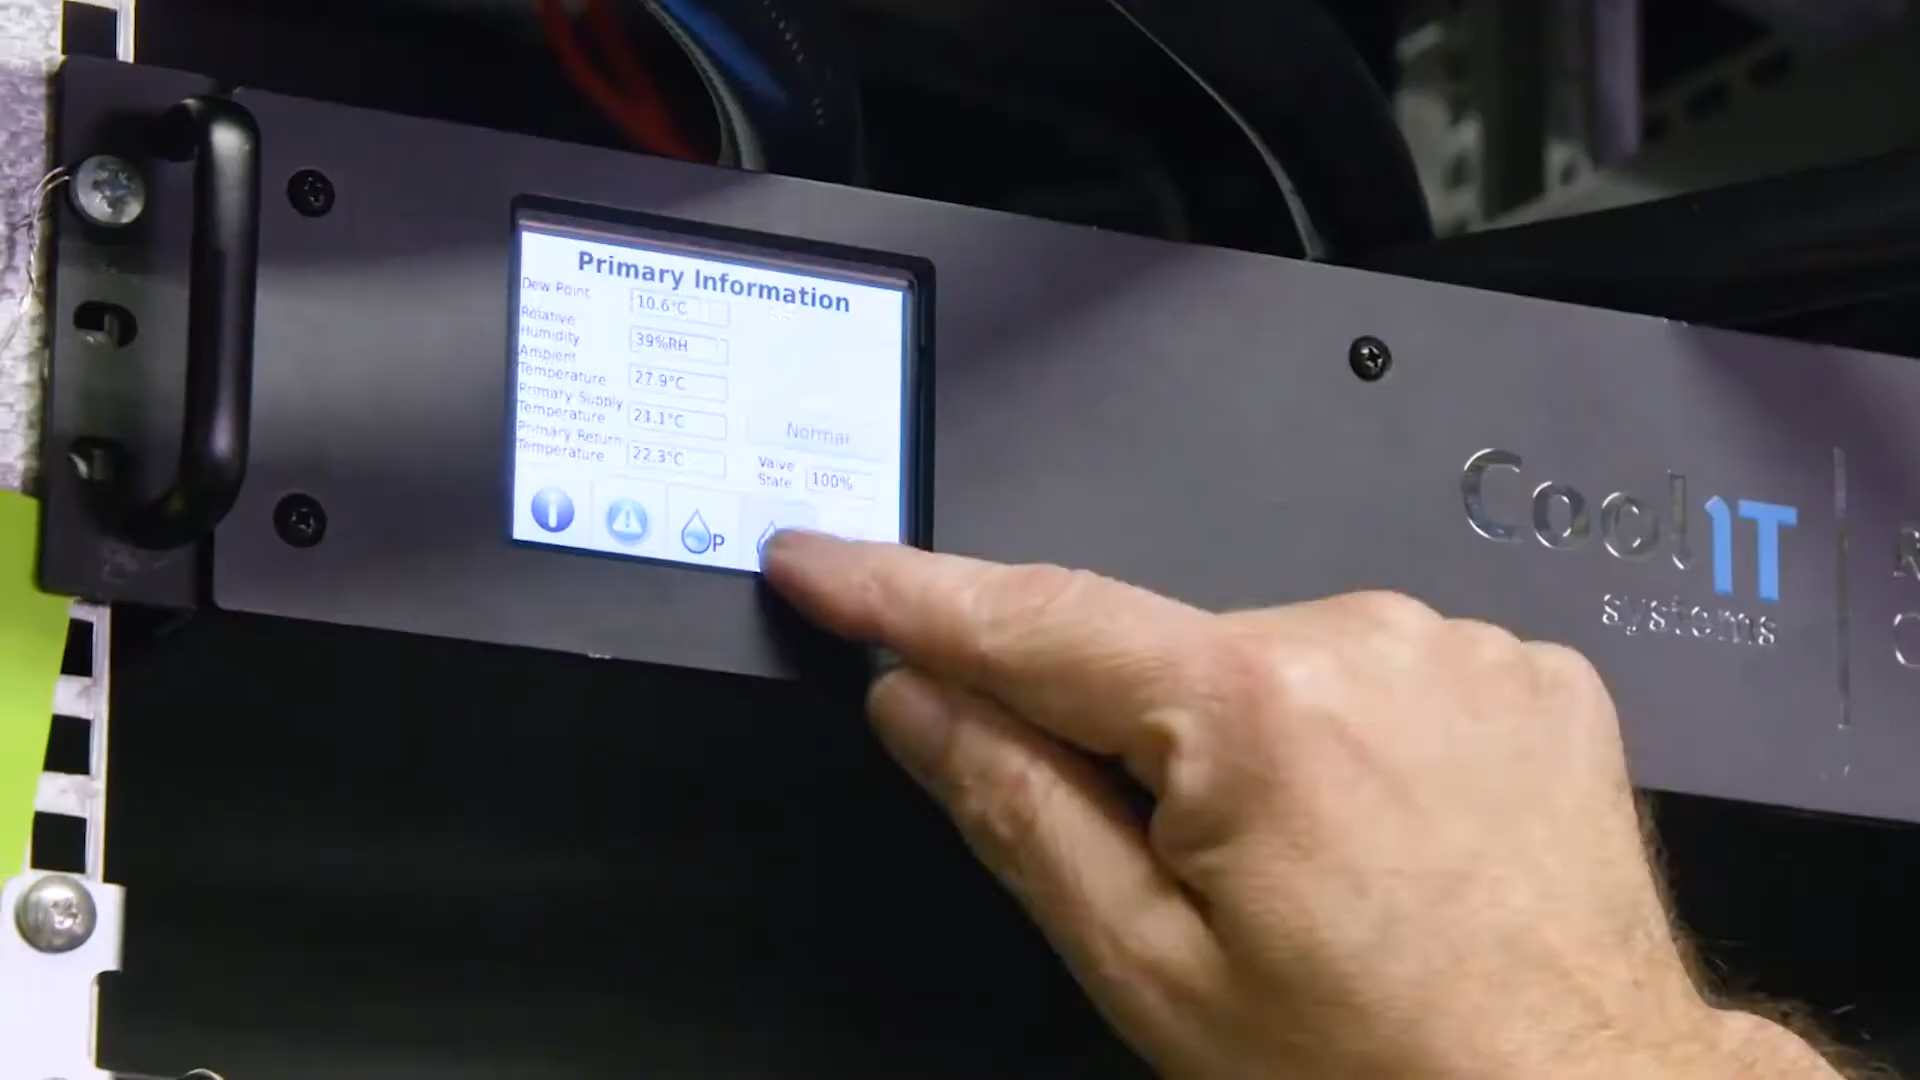 Primary Information
Dew Point 10.6°C
Relative
Humidity 39%RH
Ambient
Temperature 27.9°C
Primary Supply
Temperature 21.1°C
Primary Return
Temperature 22.3°C
Normal
Valve
State 100%
P
CoolIT
systems